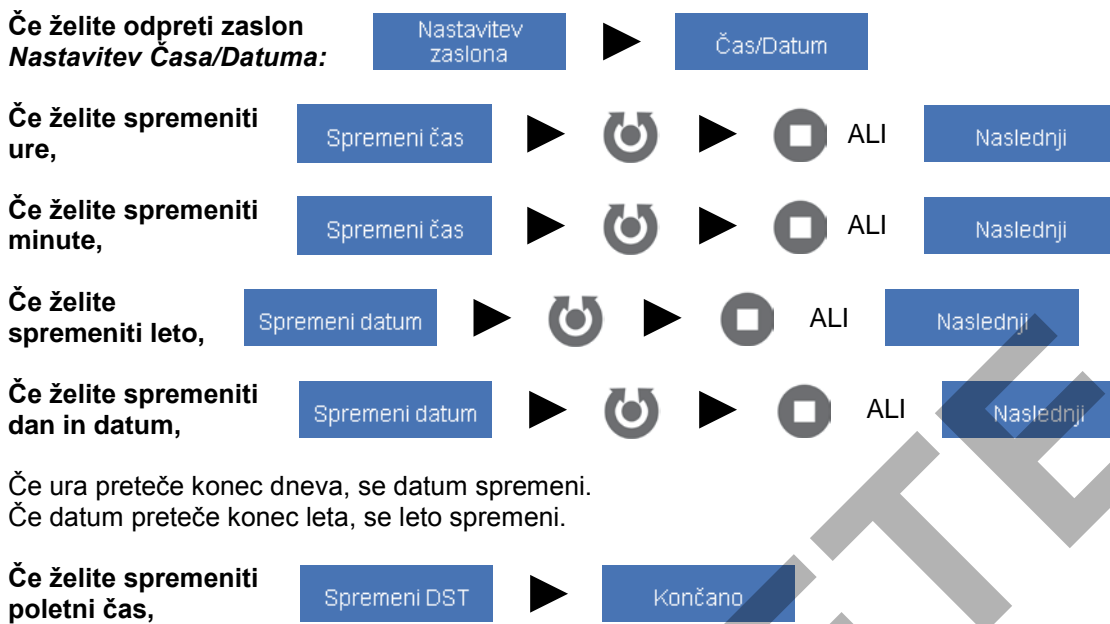 Če želite odpreti zaslon
Nastavitev Časa/Datuma:
Nastavitev
zaslona
Čas/Datum
Če želite spremeniti
ure,
Spremeni čas
ALI
Naslednji
Če želite spremeniti
minute,
Spremeni čas
ALI
Naslednji
Če želite
spremeniti leto,
Spremeni datum
ALI
Naslednji
Če želite spremeniti
dan in datum,
Spremeni datum
ALI
Naslednji
Če ura preteče konec dneva, se datum spremeni.
Če datum preteče konec leta, se leto spremeni.
Če želite spremeniti
poletni čas,
Spremeni DST
Končano